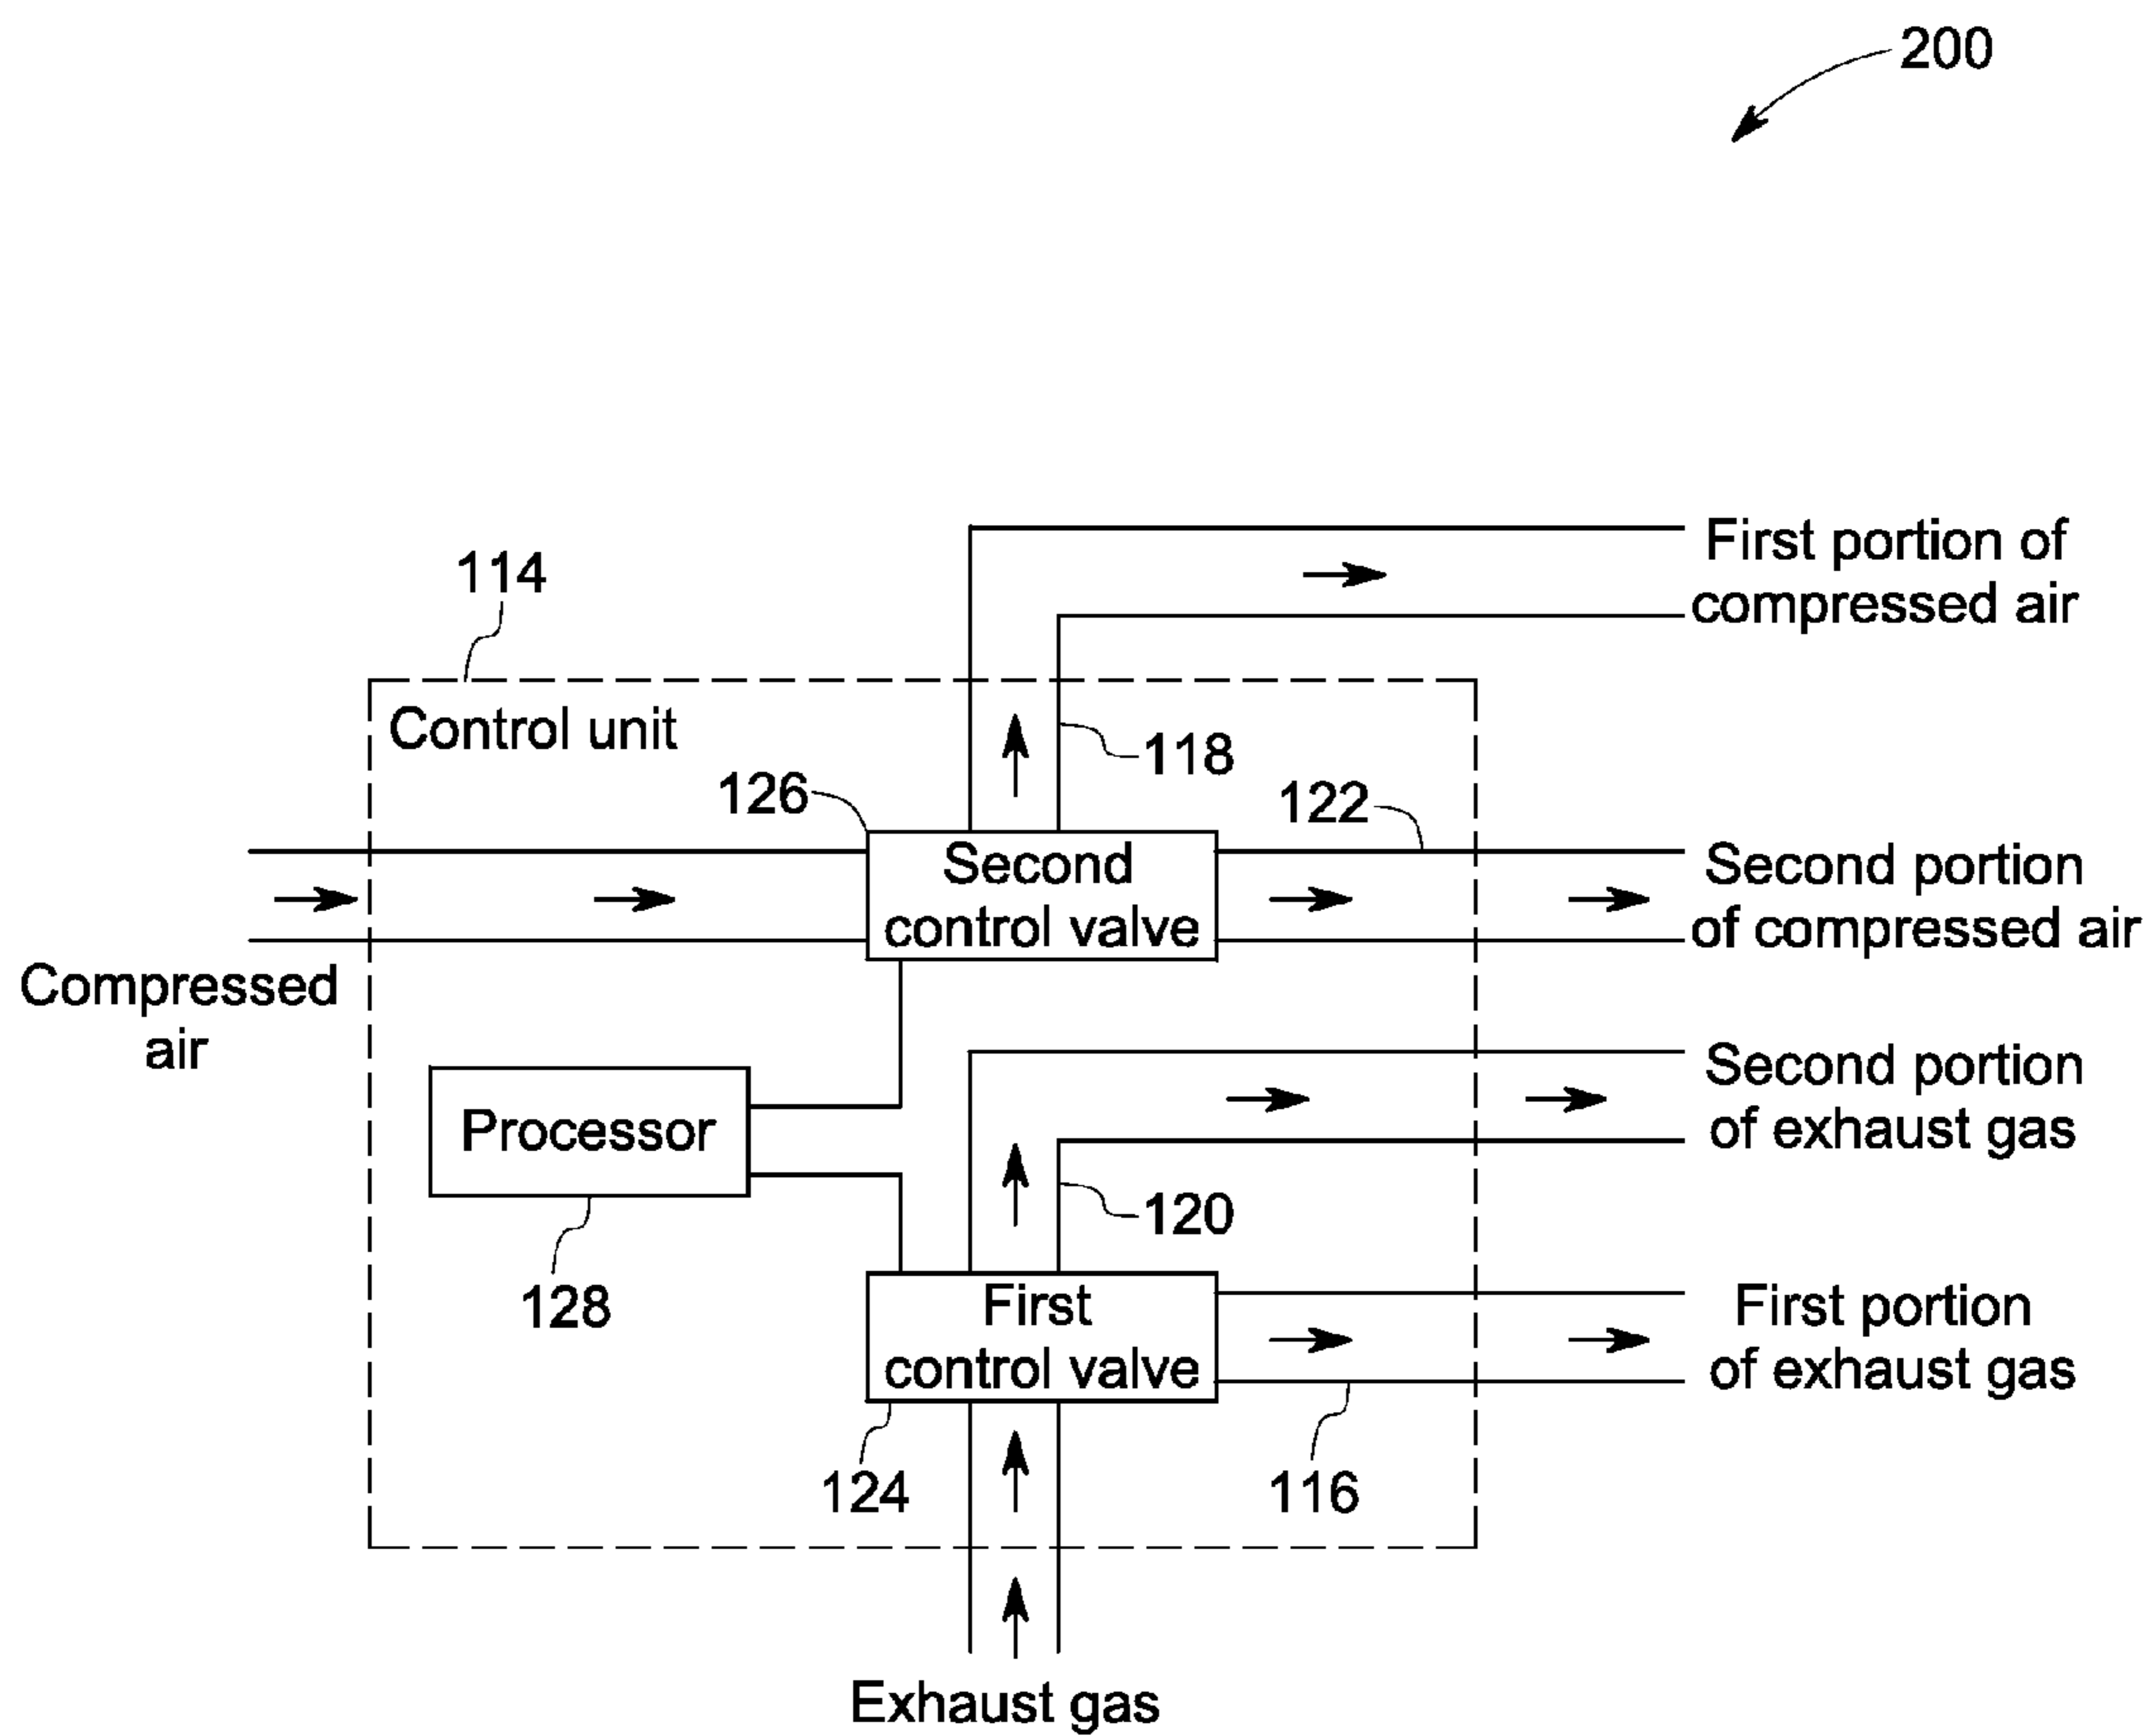 200
First portion of
compressed air
114
Control unit
118
126
122
Second
control valve
Second portion
of compressed air
Compressed
air
Second portion
of exhaust gas
Processor
120
128
First
control valve
First portion
of exhaust gas
124
116
Exhaust gas